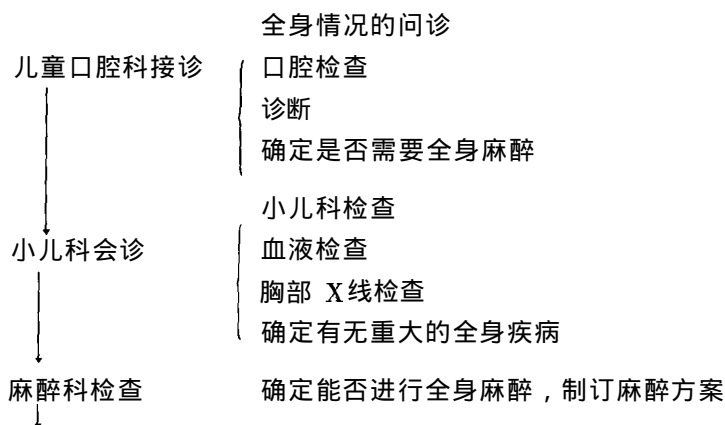 全身情况的问诊
儿童口腔科接诊
口腔检查
诊断
确定是否需要全身麻醉
小儿科检查
小儿科会诊
血液检查
胸部 X线检查
确定有无重大的全身疾病
麻醉科检查
确定能否进行全身麻醉，制订麻醉方案